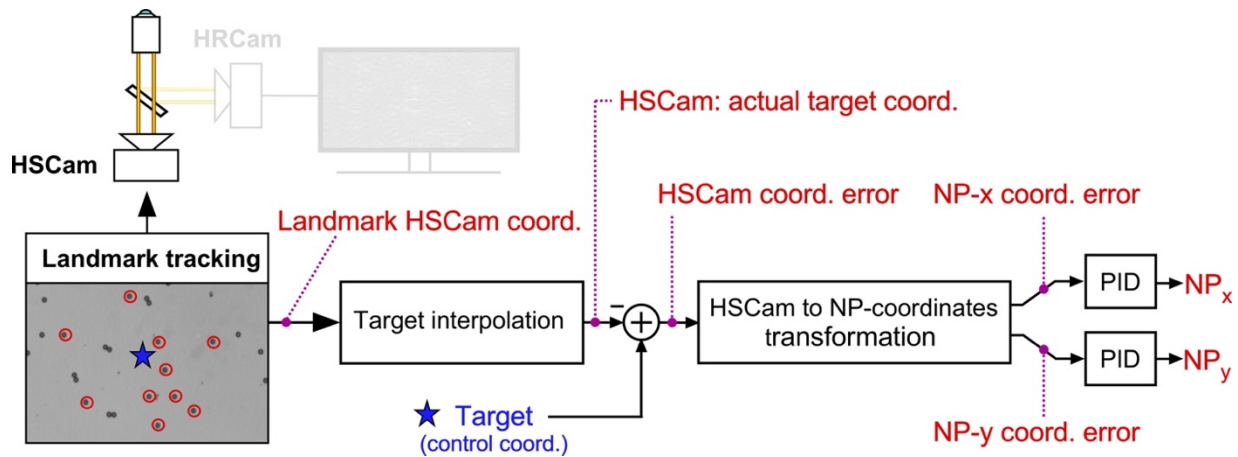 HRCam
HSCam
HSCam: actual target coord.
Landmark HSCam coord.
HSCam coord. error
NP-x coord. error
Landmark tracking
Target interpolation
−
+
HSCam to NP-coordinates
transformation
PID
NPx
PID
NPy
Target
(control coord.)
NP-y coord. error